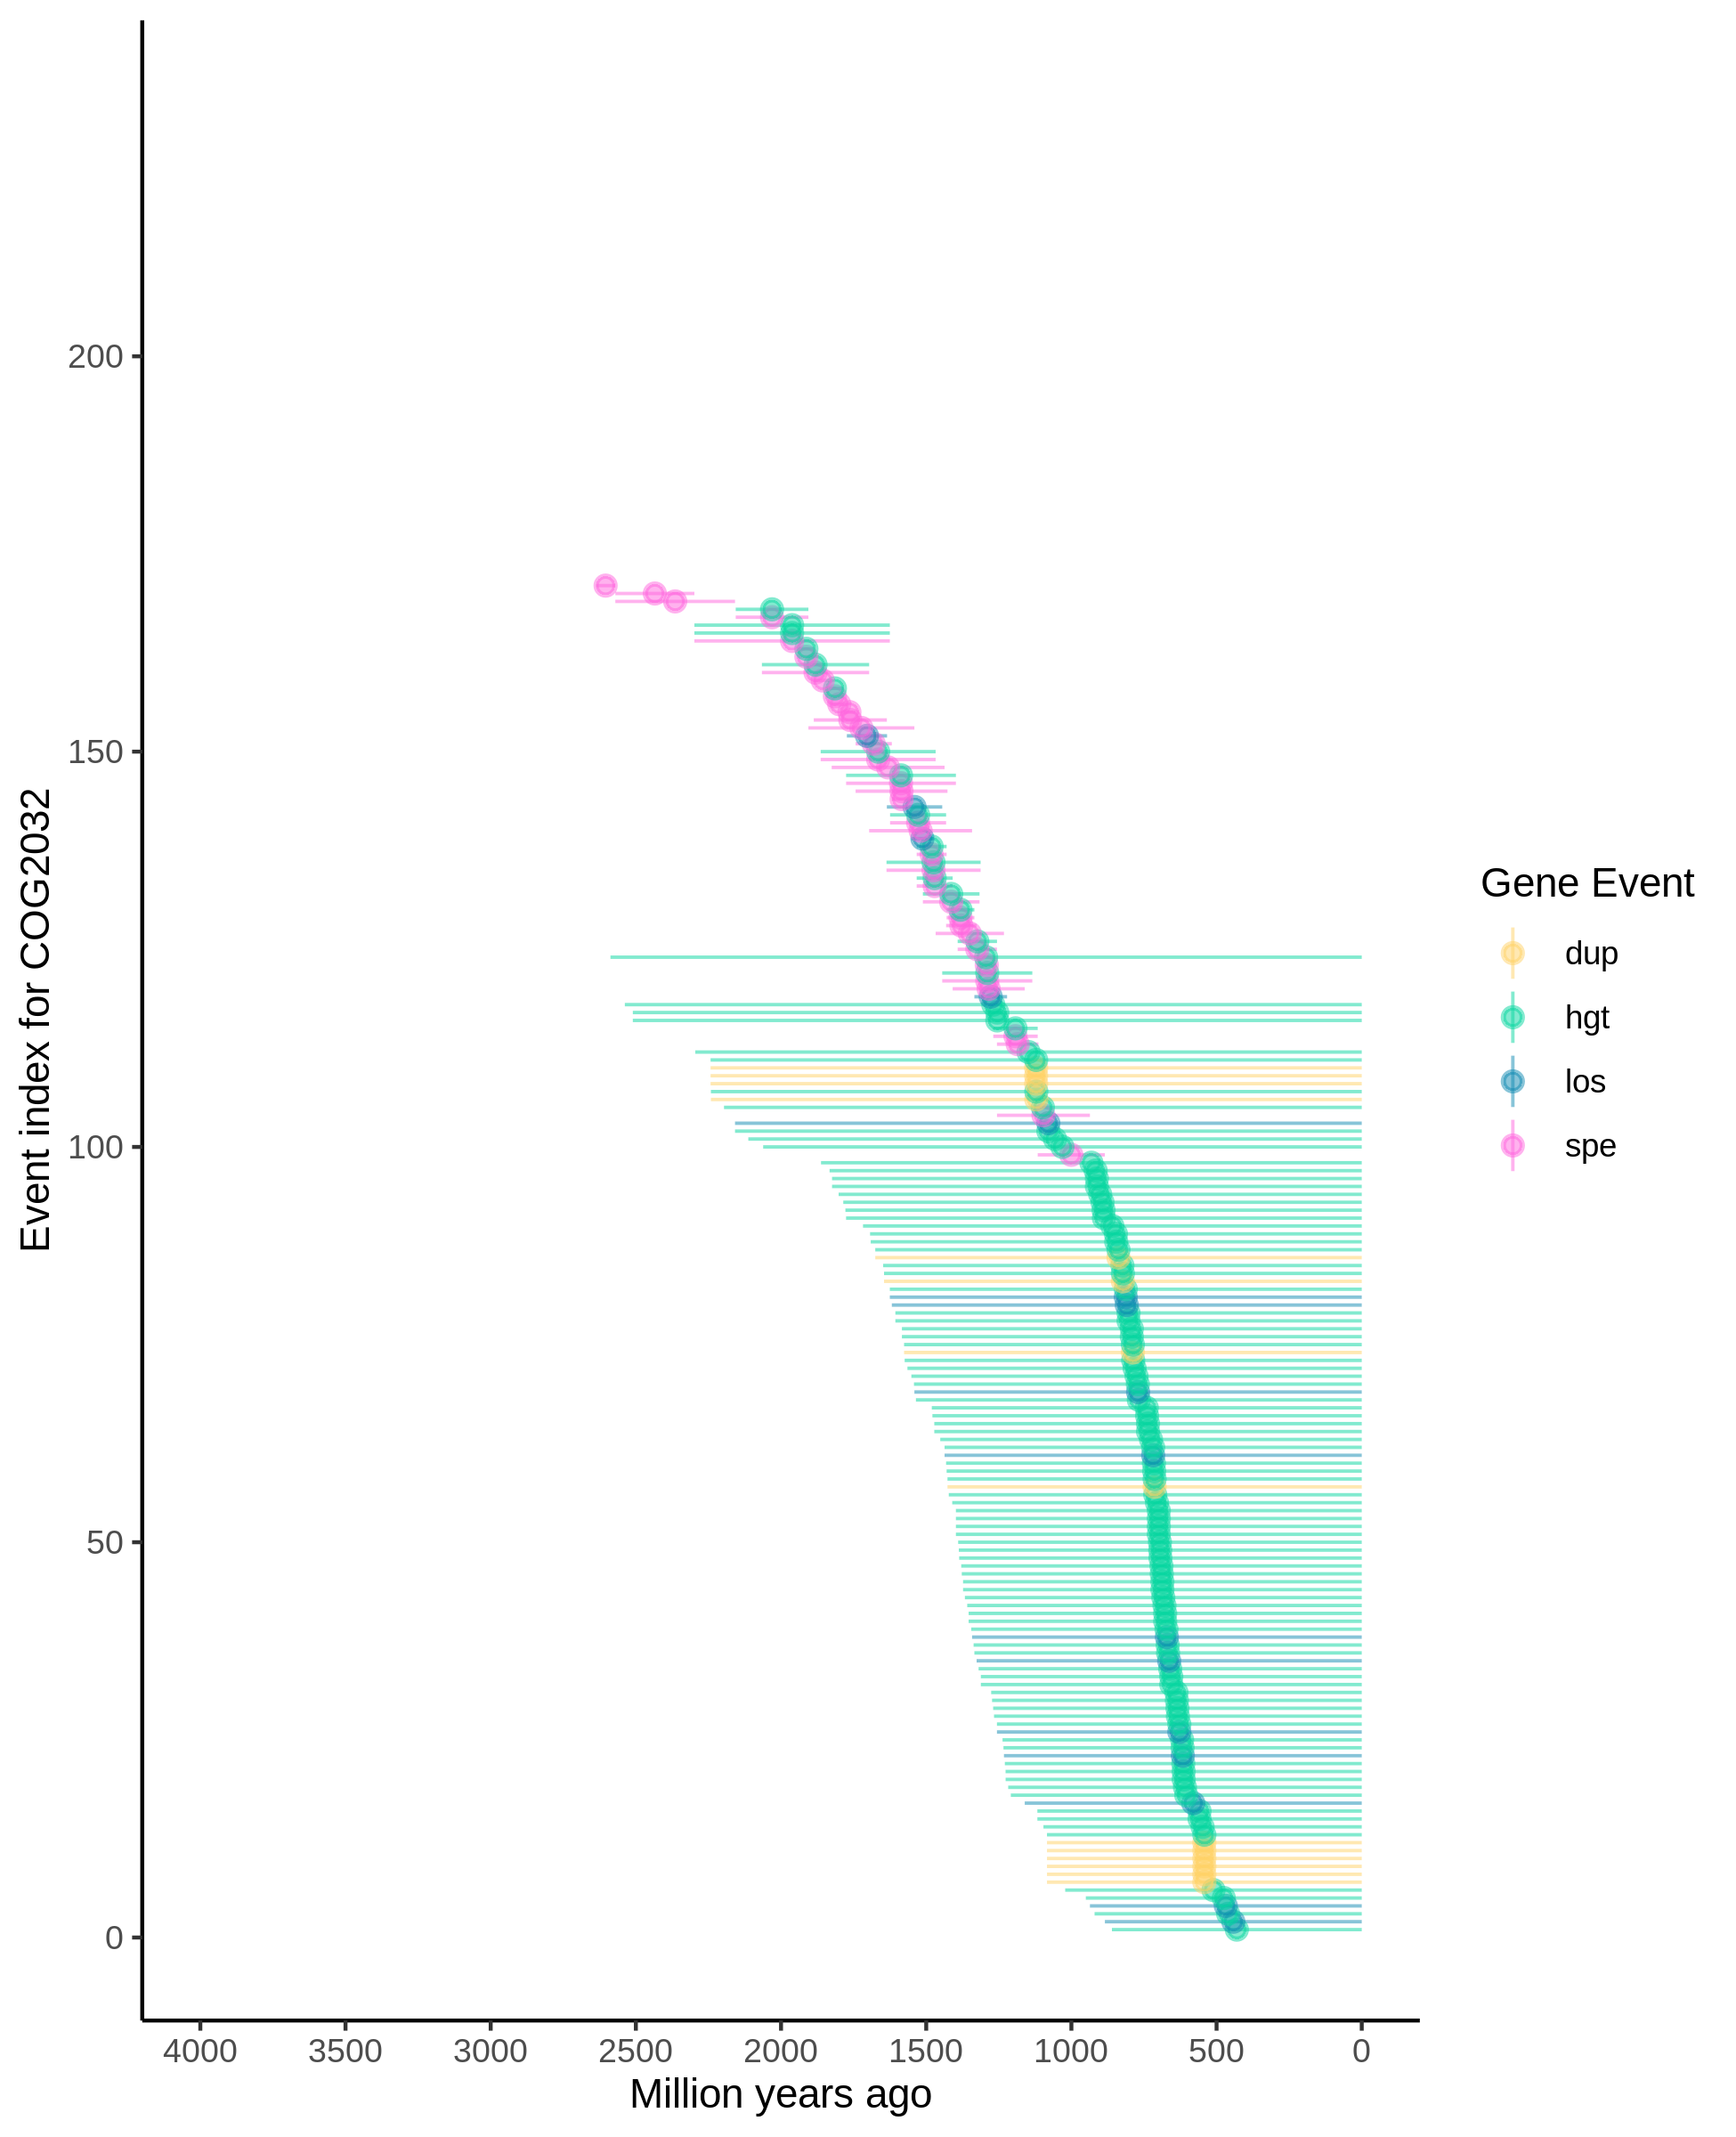 Event index for COG2032
200
150
100
50
0
4000 3500 3000 2500 2000 1500 1000 500 0
Million years ago
Gene Event
dup
hgt
los
spe